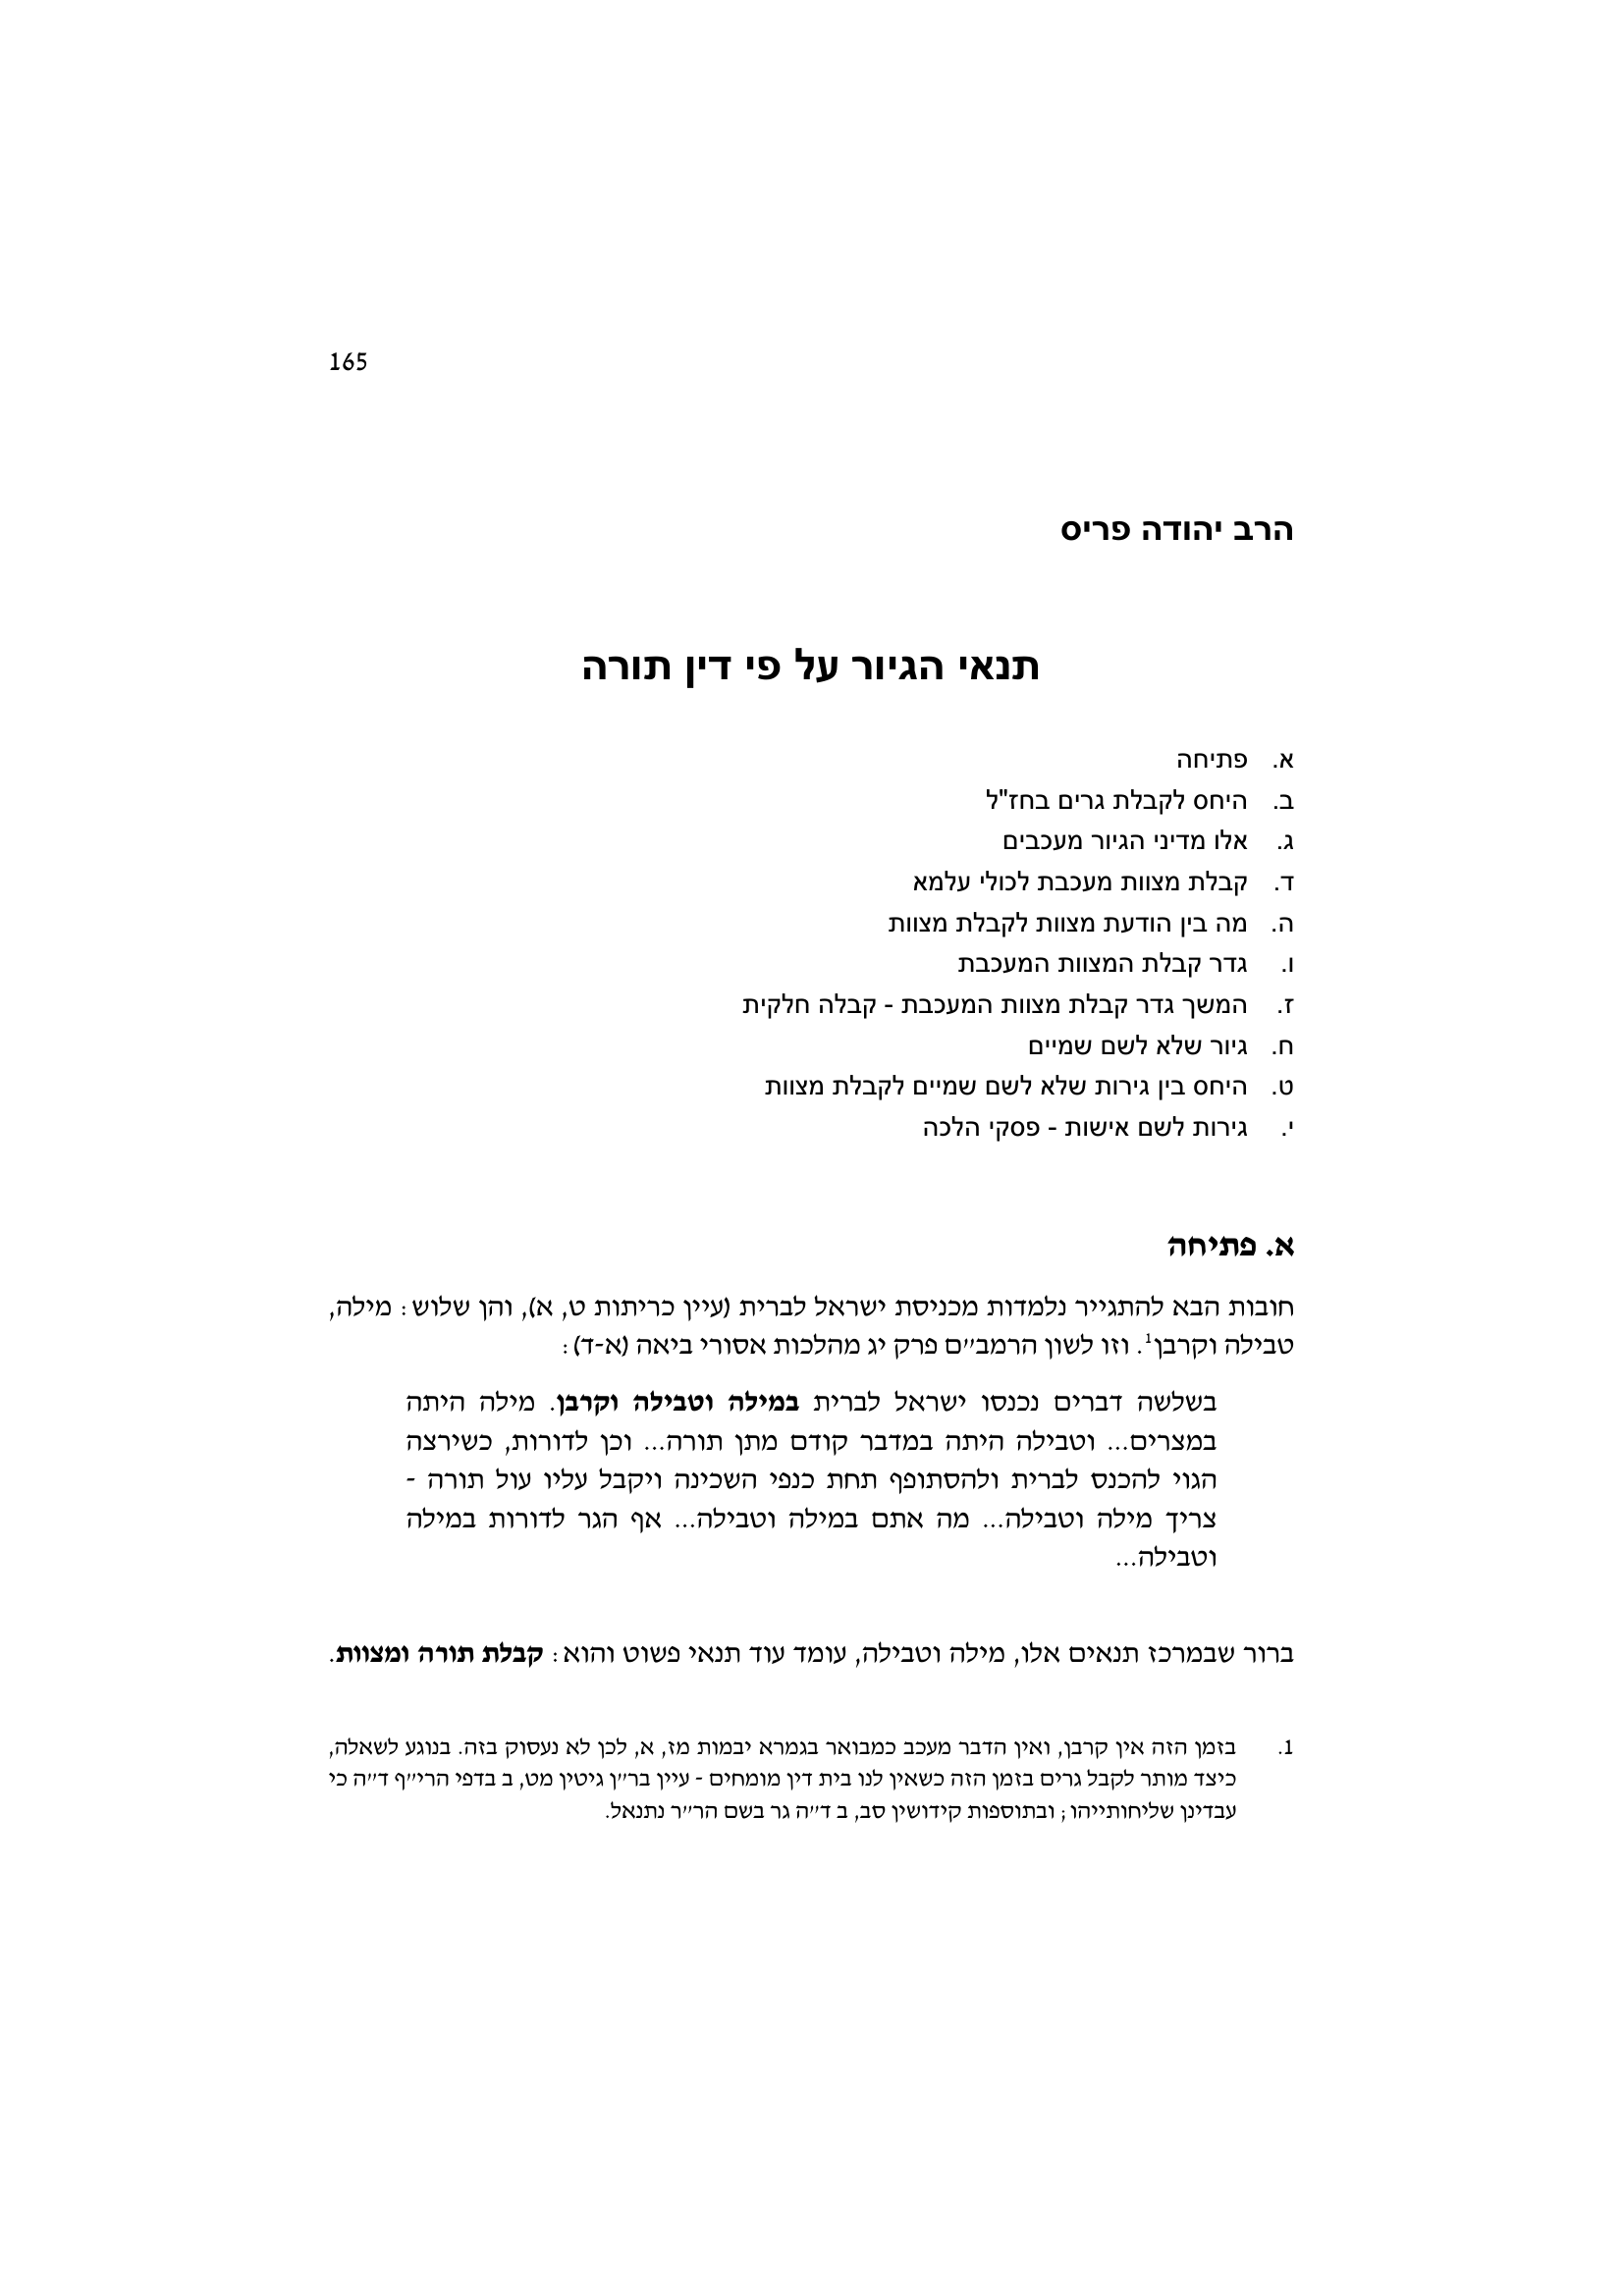 165
הרב יהודה פריס
תנאי הגיור על פי דין תורה
א. פתיחה
ב. היחס לקבלת גרים בחז"ל
ג. אלו מדיני הגיור מעכבים
ד. קבלת מצוות מעכבת לכולי עלמא
ה. מה בין הודעת מצוות לקבלת מצוות
ו. גדר קבלת המצוות המעכבת
ז. המשך גדר קבלת מצוות המעכבת - קבלה חלקית
ח. גיור שלא לשם שמיים
ט. היחס בין גירות שלא לשם שמיים לקבלת מצוות
י. גירות לשם אישות - פסקי הלכה
א. פתיחה
חובות הבא להתגייר נלמדות מכניסת ישראל לברית (עיין כריתות ט, א), והן שלוש: מילה,
טבילה וקרבן¹. וזו לשון הרמב"ם פרק יג מהלכות אסורי ביאה (א-ד):
בשלשה דברים נכנסו ישראל לברית במילה וטבילה וקרבן. מילה היתה
במצרים... וטבילה היתה במדבר קודם מתן תורה... וכן לדורות, כשירצה
הגוי להכנס לברית ולהסתופף תחת כנפי השכינה ויקבל עליו עול תורה -
צריך מילה וטבילה... מה אתם במילה וטבילה... אף הגר לדורות במילה
וטבילה...
ברור שבמרכז תנאים אלו, מילה וטבילה, עומד עוד תנאי פשוט והוא: קבלת תורה ומצוות.
1. בזמן הזה אין קרבן, ואין הדבר מעכב כמבואר בגמרא יבמות מז, א, לכן לא נעסוק בזה. בנוגע לשאלה,
כיצד מותר לקבל גרים בזמן הזה כשאין לנו בית דין מומחים - עיין בר"ן גיטין מט, ב בדפי הרי"ף ד"ה כי
עבדינן שליחותייהו; ובתוספות קידושין סב, ב ד"ה גר בשם הר"ר נתנאל.